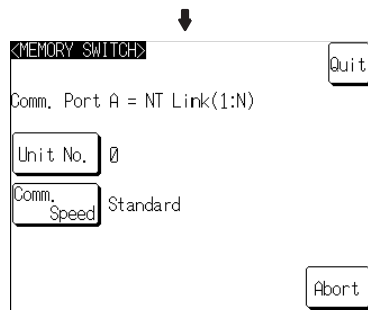 <MEMORY SWITCH>
Quit
Comm. Port A = NT Link(1:N)
Unit No. 0
Comm.
Speed Standard
Abort